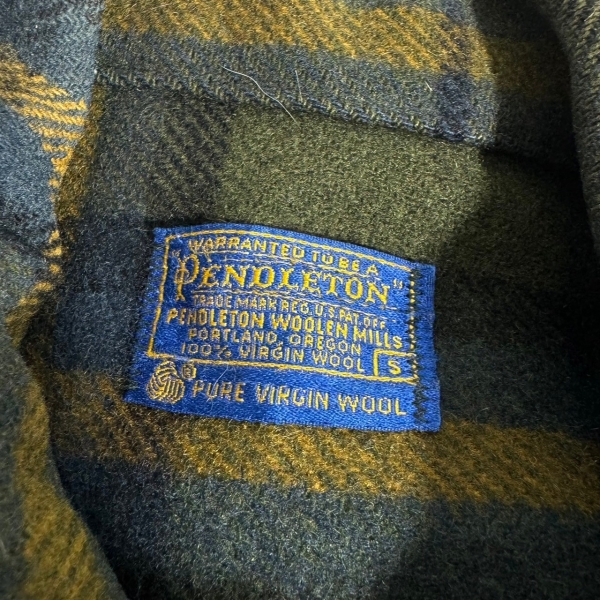 WARRANTED TO BE A
"PENDLETON"
TRADE MARK REG. U.S. PAT. OFF.
PENDLETON WOOLEN MILLS
PORTLAND, OREGON
100% VIRGIN WOOL S
PURE VIRGIN WOOL